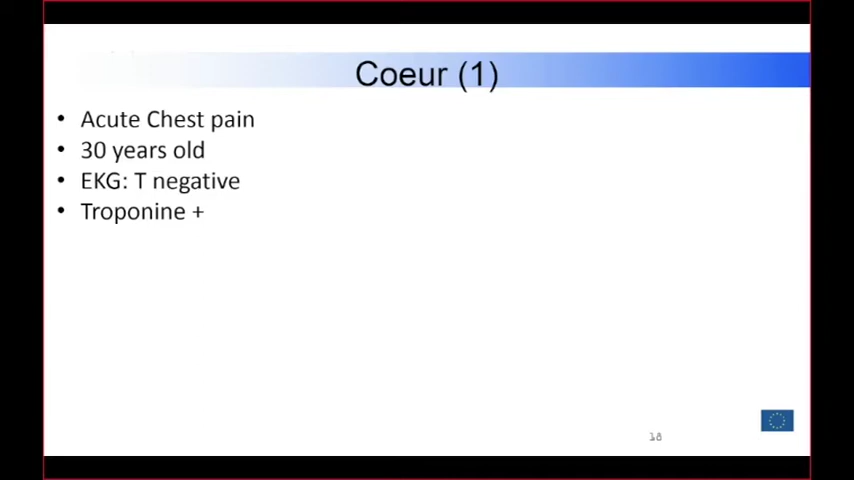 Coeur (1)
• Acute Chest pain
• 30 years old
• EKG: T negative
• Troponine +
18